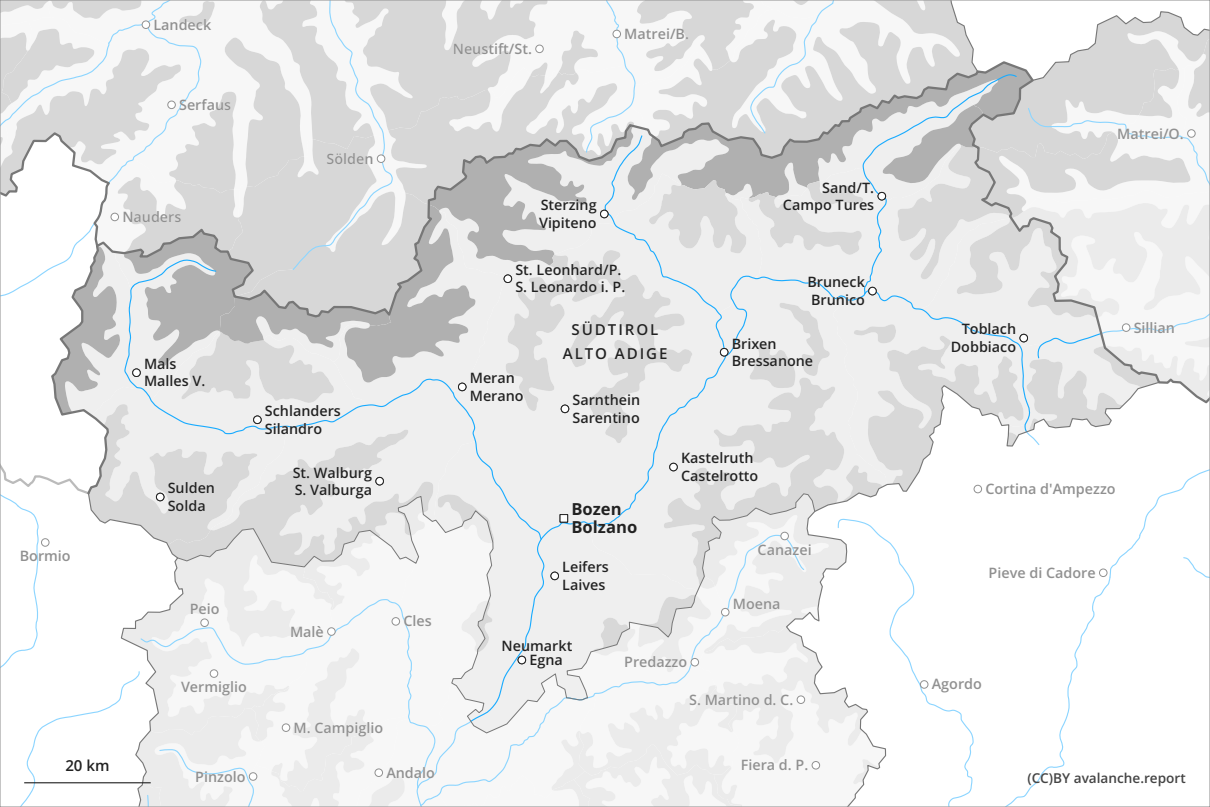 Landeck
Neustift/St.
Matrei/B.
Serfaus
Matrei/O.
Sölden
Nauders
Sterzing
Vipiteno
Sand/T.
Campo Tures
St. Leonhard/P.
S. Leonardo i. P.
Bruneck
Brunico
SÜDTIROL
ALTO ADIGE
Toblach
Dobbiaco
Sillian
Brixen
Bressanone
Mals
Malles V.
Meran
Merano
Sarnthein
Sarentino
Schlanders
Silandro
Kastelruth
Castelrotto
St. Walburg
S. Valburga
Sulden
Solda
Cortina d'Ampezzo
Bozen
Bolzano
Bormio
Canazei
Leifers
Laives
Pieve di Cadore
Peio
Moena
Malè
Cles
Neumarkt
Egna
Predazzo
Vermiglio
Agordo
S. Martino d. C.
M. Campiglio
20 km
Fiera d. P.
Pinzolo
Andalo
(CC)BY avalanche.report